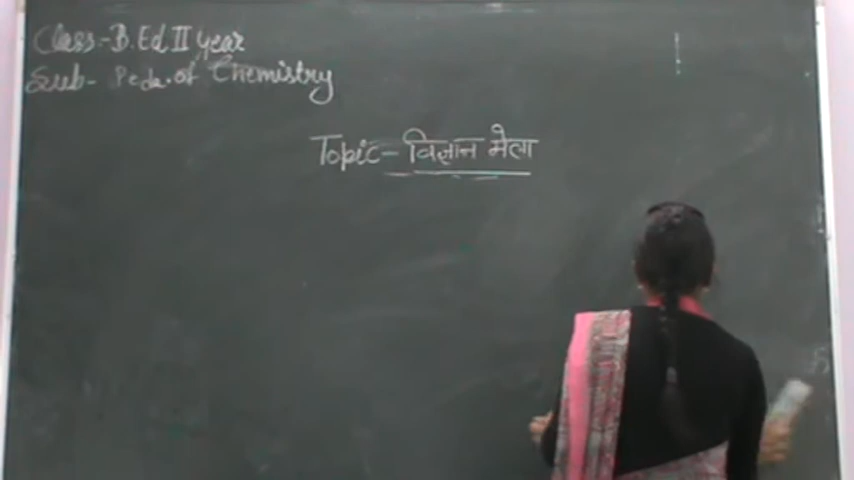 Class:- B.Ed II year
Sub- Peda. of Chemistry
Topic - विज्ञान मेला